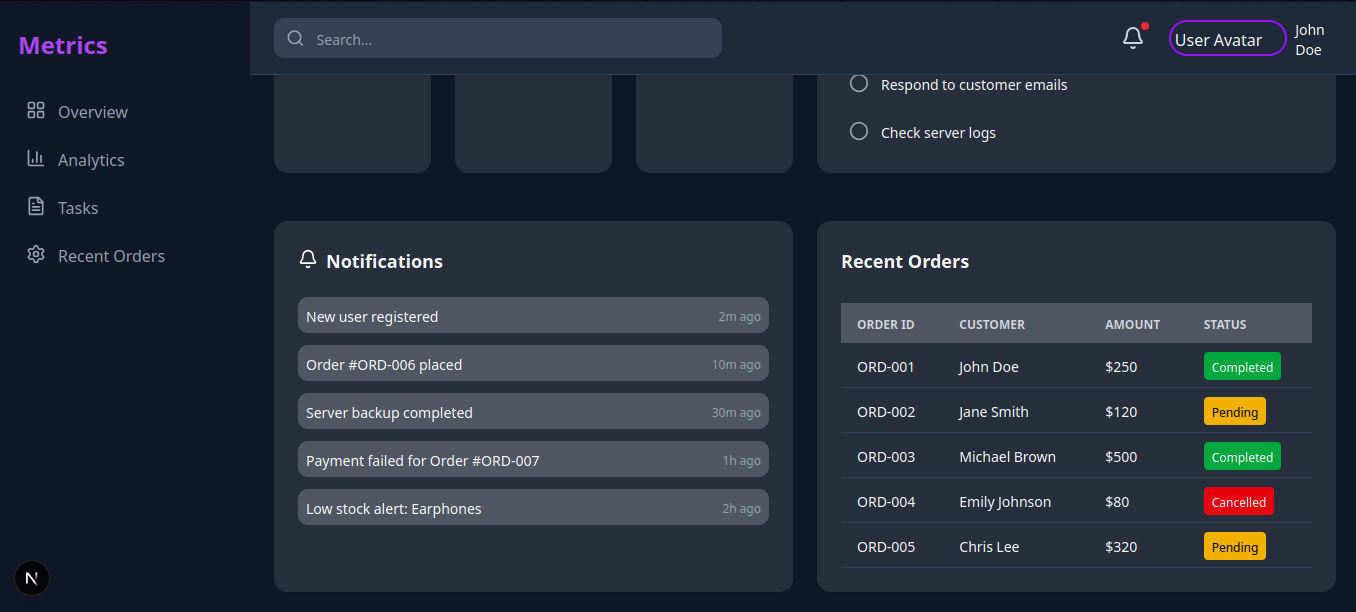 Metrics
Search...
User Avatar
John
Doe
Overview
Analytics
Tasks
Recent Orders
Respond to customer emails
Check server logs
Notifications
New user registered 2m ago
Order #ORD-006 placed 10m ago
Server backup completed 30m ago
Payment failed for Order #ORD-007 1h ago
Low stock alert: Earphones 2h ago
Recent Orders
ORDER ID CUSTOMER AMOUNT STATUS
ORD-001 John Doe $250 Completed
ORD-002 Jane Smith $120 Pending
ORD-003 Michael Brown $500 Completed
ORD-004 Emily Johnson $80 Cancelled
ORD-005 Chris Lee $320 Pending
N